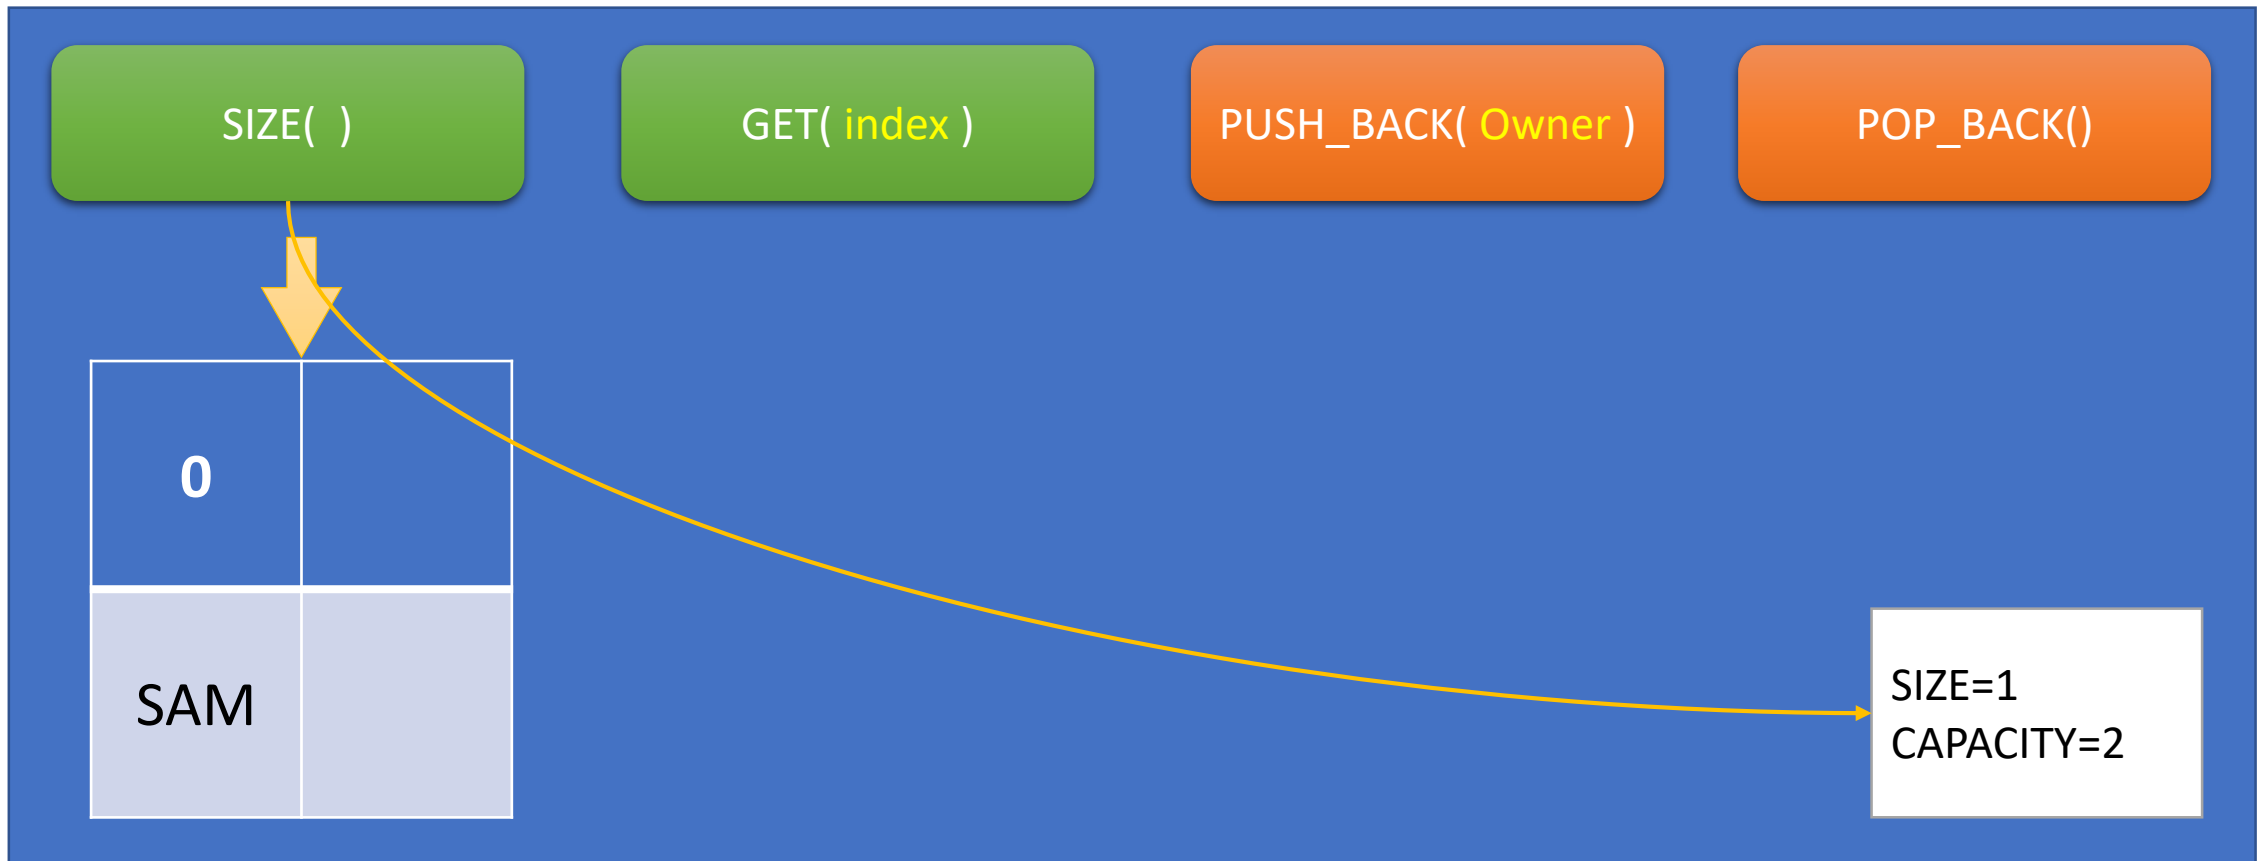 SIZE( )
GET( index )
PUSH_BACK( Owner )
POP_BACK()
0
SAM
SIZE=1
CAPACITY=2